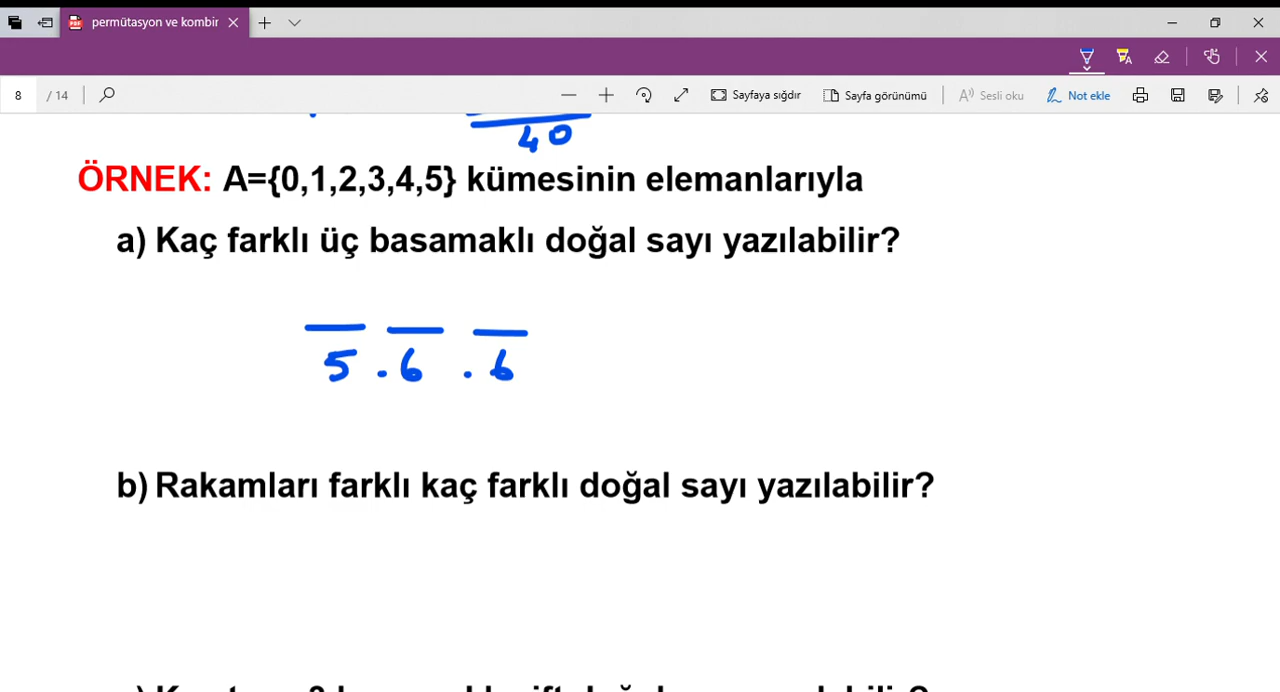 permütasyon ve kombir
8 / 14
Sayfaya sığdır
Sayfa görünümü
Sesli oku
Not ekle
40
ÖRNEK: A={0,1,2,3,4,5} kümesinin elemanlarıyla
a) Kaç farklı üç basamaklı doğal sayı yazılabilir?
5 . 6 . 6
b) Rakamları farklı kaç farklı doğal sayı yazılabilir?